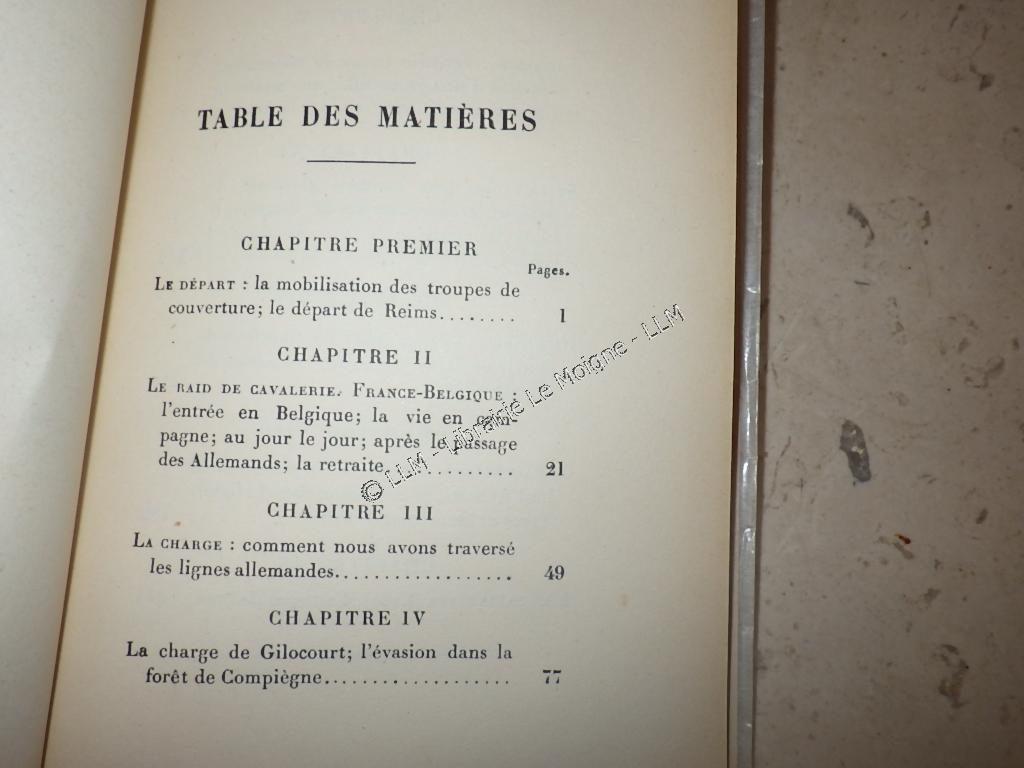 TABLE DES MATIÈRES
CHAPITRE PREMIER
Pages.
LE DÉPART : la mobilisation des troupes de
couverture; le départ de Reims........ 1
CHAPITRE II
LE RAID DE CAVALERIE. FRANCE-BELGIQUE :
l'entrée en Belgique; la vie en cam-
pagne; au jour le jour; après le passage
des Allemands; la retraite............ 21
CHAPITRE III
LA CHARGE : comment nous avons traversé
les lignes allemandes.................. 49
CHAPITRE IV
La charge de Gilocourt; l'évasion dans la
forêt de Compiègne.................... 77
© LLM - Librairie Le Moigne - LLM